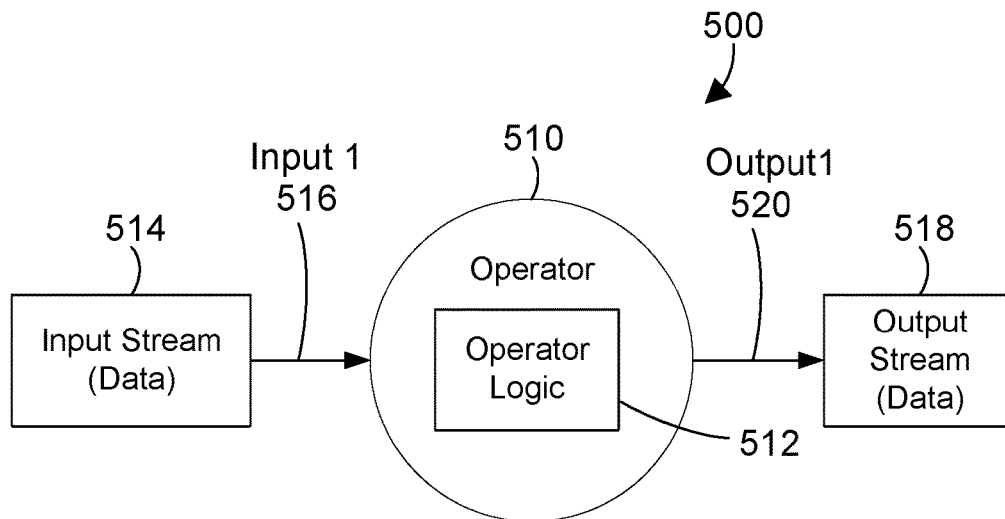 500
510
Input 1
516
Output1
520
514
518
Operator
Input Stream
(Data)
Operator
Logic
Output
Stream
(Data)
512